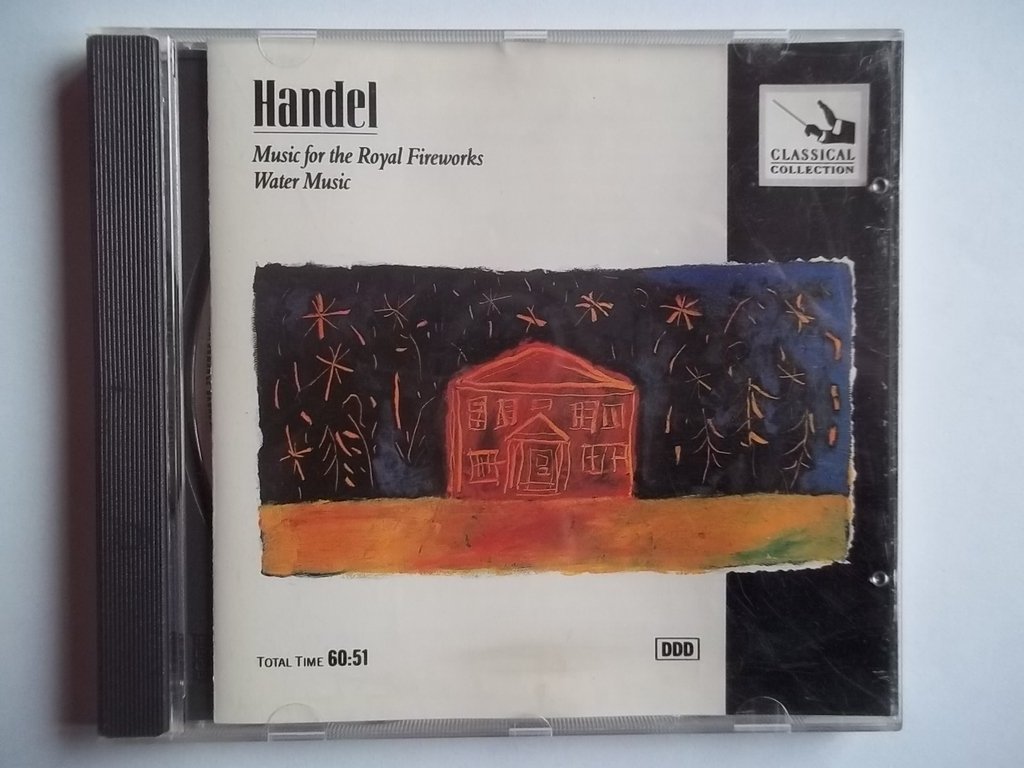 Handel
Music for the Royal Fireworks
Water Music
CLASSICAL
COLLECTION
TOTAL TIME 60:51
DDD